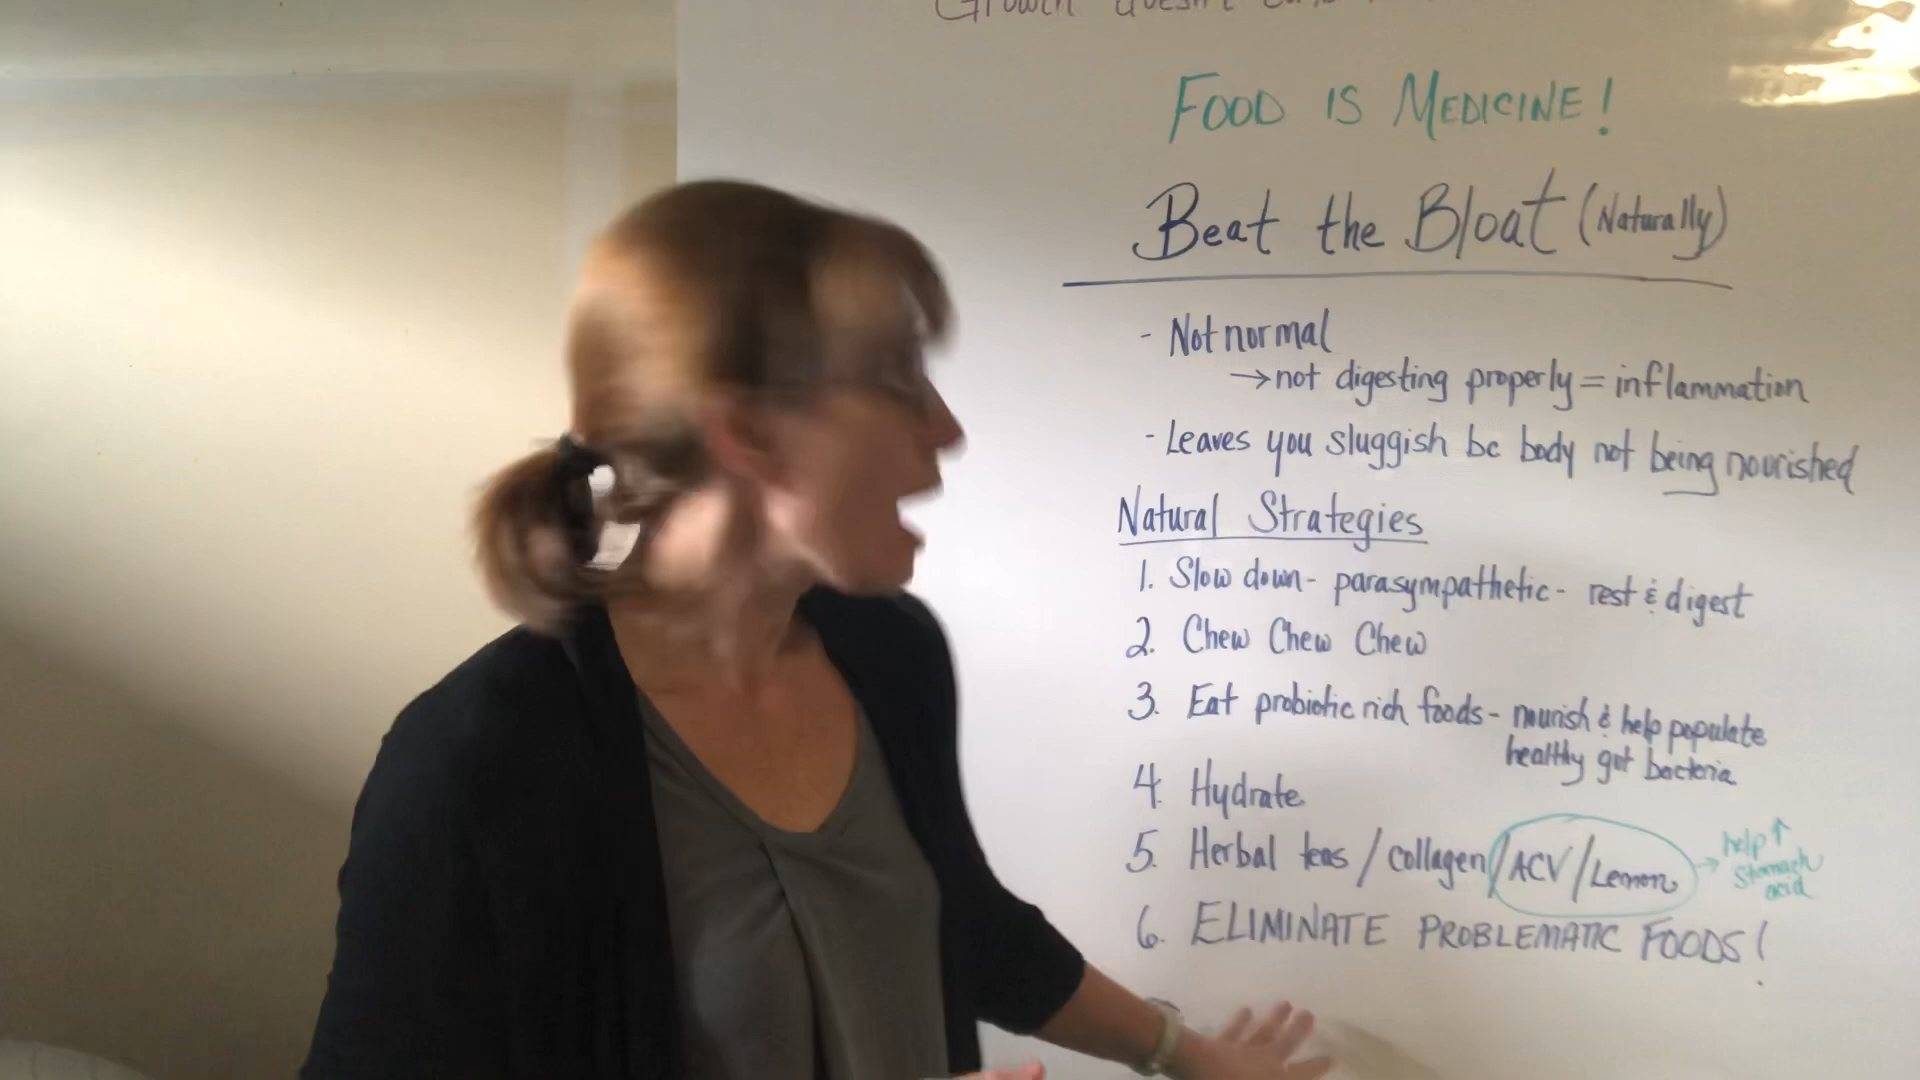 Growth doesn't
FOOD IS MEDICINE!
Beat the Bloat (Naturally)
- Not normal
→ not digesting properly = inflammation
- Leaves you sluggish bc body not being nourished
Natural Strategies
1. Slow down - parasympathetic - rest & digest
2. Chew Chew Chew
3. Eat probiotic rich foods - nourish & help populate
healthy gut bacteria
4. Hydrate
5. Herbal teas / collagen / ACV / Lemon → help ↑
stomach
acid
6. ELIMINATE PROBLEMATIC FOODS!